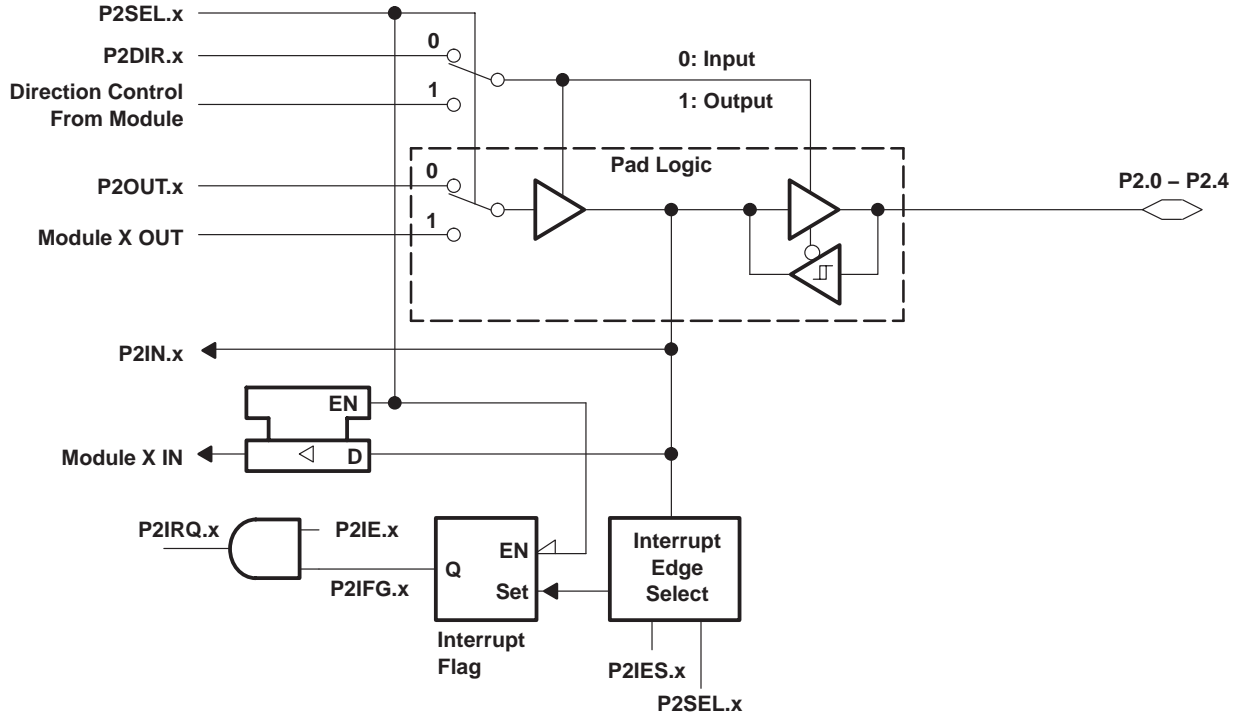 P2SEL.x
P2DIR.x
0
0: Input
Direction Control
From Module
1
1: Output
Pad Logic
P2OUT.x
0
P2.0 – P2.4
Module X OUT
1
P2IN.x
EN
Module X IN
D
P2IRQ.x
P2IE.x
P2IFG.x
Q
EN
Set
Interrupt
Flag
Interrupt
Edge
Select
P2IES.x
P2SEL.x